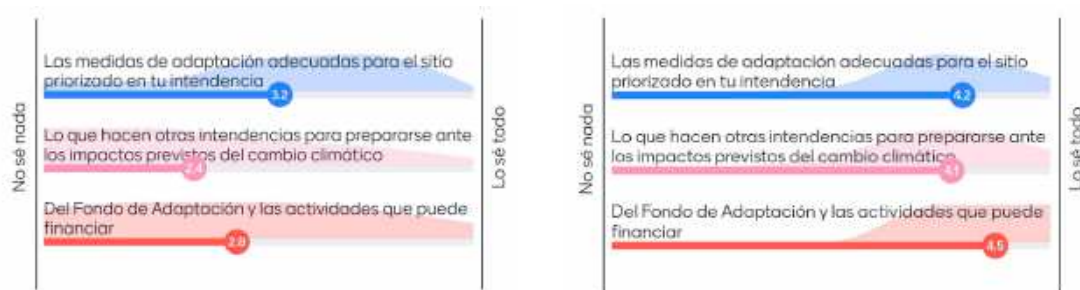 No sé nada
Las medidas de adaptación adecuadas para el sitio
priorizado en tu intendencia
3.2
Lo que hacen otras intendencias para prepararse ante
los impactos previstos del cambio climático
2.4
Del Fondo de Adaptación y las actividades que puede
financiar
2.8
Lo sé todo
No sé nada
Las medidas de adaptación adecuadas para el sitio
priorizado en tu intendencia
4.2
Lo que hacen otras intendencias para prepararse ante
los impactos previstos del cambio climático
4.1
Del Fondo de Adaptación y las actividades que puede
financiar
4.5
Lo sé todo